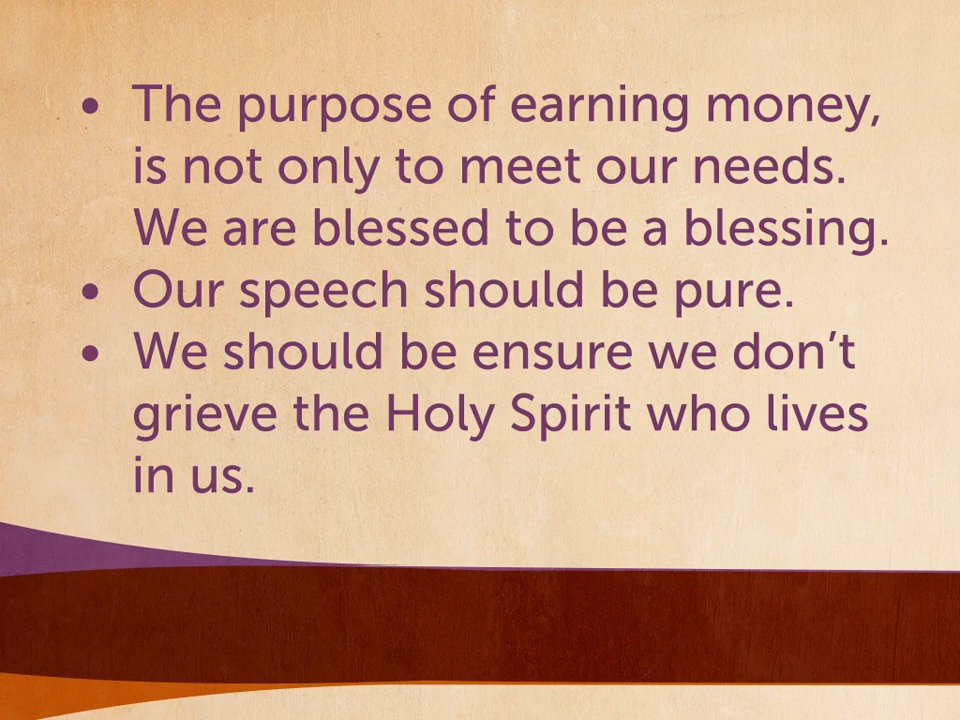 • The purpose of earning money,
is not only to meet our needs.
We are blessed to be a blessing.
• Our speech should be pure.
• We should be ensure we don’t
grieve the Holy Spirit who lives
in us.